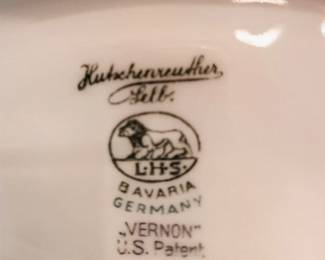 Hutschenreuther
Selb.
L·H·S·
BAVARIA
GERMANY
„VERNON"
U.S. Patent